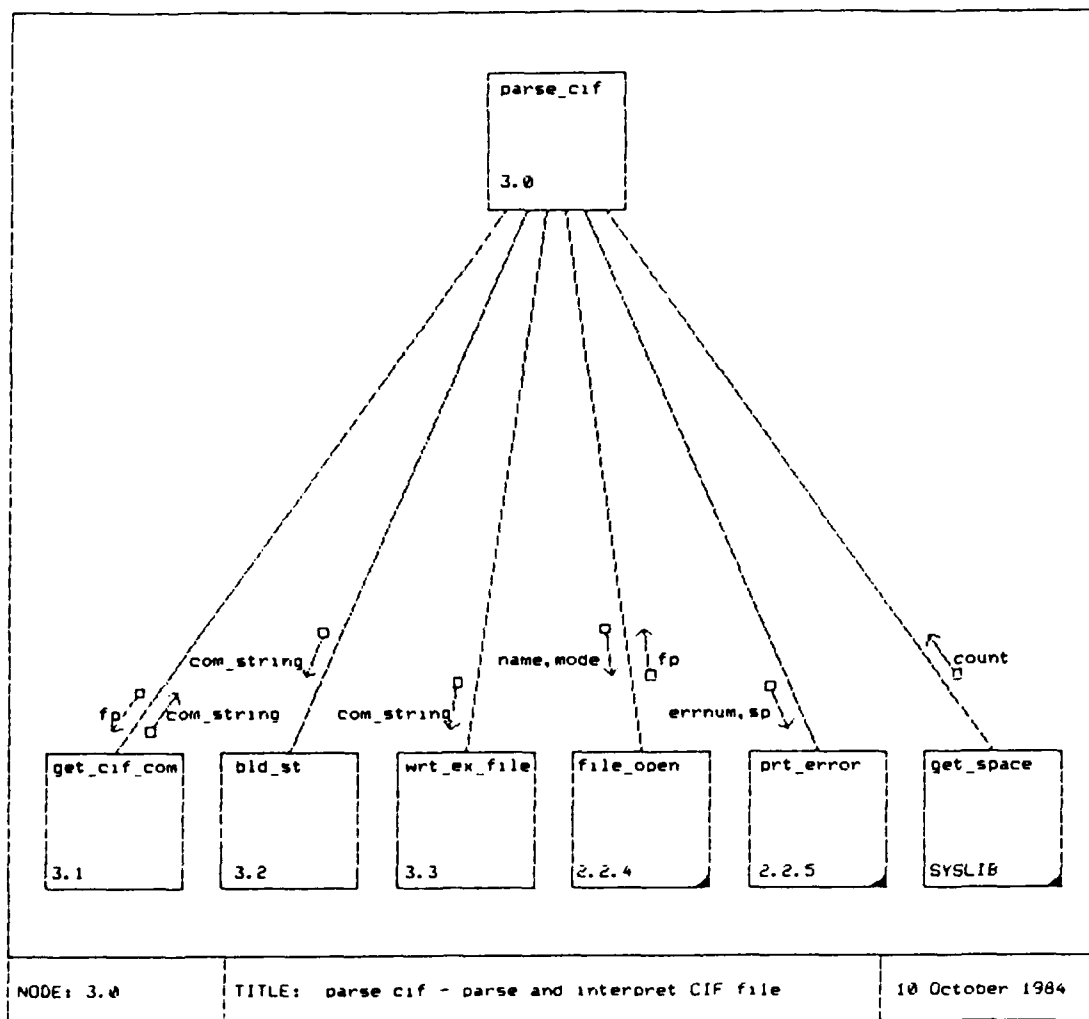 parse_cif
3.0
com_string
name,mode
fp
count
fp
com_string
com_string
errnum,sp
get_cif_com
bld_st
wrt_ex_file
file_open
prt_error
get_space
3.1
3.2
3.3
2.2.4
2.2.5
SYSLIB
NODE: 3.0
TITLE: parse cif - parse and interpret CIF file
10 October 1984